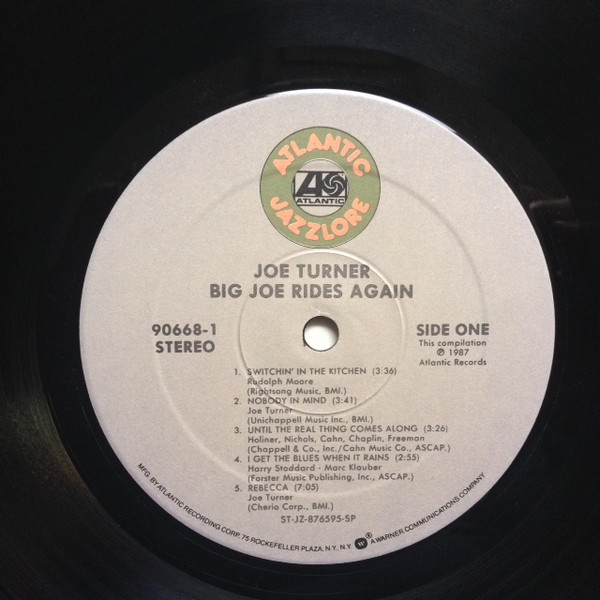 ATLANTIC
ATLANTIC
JAZZLORE
JOE TURNER
BIG JOE RIDES AGAIN
90668-1
STEREO
SIDE ONE
This compilation
℗ 1987
Atlantic Records
1. SWITCHIN' IN THE KITCHEN (3:36)
Rudolph Moore
(Rightsong Music, BMI.)
2. NOBODY IN MIND (3:41)
Joe Turner
(Unichappell Music Inc., BMI.)
3. UNTIL THE REAL THING COMES ALONG (3:26)
Holiner, Nichols, Cahn, Chaplin, Freeman
(Chappell & Co., Inc./Cahn Music Co., ASCAP.)
4. I GET THE BLUES WHEN IT RAINS (2:55)
Harry Stoddard - Marc Klauber
(Forster Music Publishing, Inc., ASCAP.)
5. REBECCA (7:05)
Joe Turner
(Cherio Corp., BMI.)
ST-JZ-876595-SP
MFG. BY ATLANTIC RECORDING CORP., 75 ROCKEFELLER PLAZA, N.Y., N.Y. ® A WARNER COMMUNICATIONS COMPANY